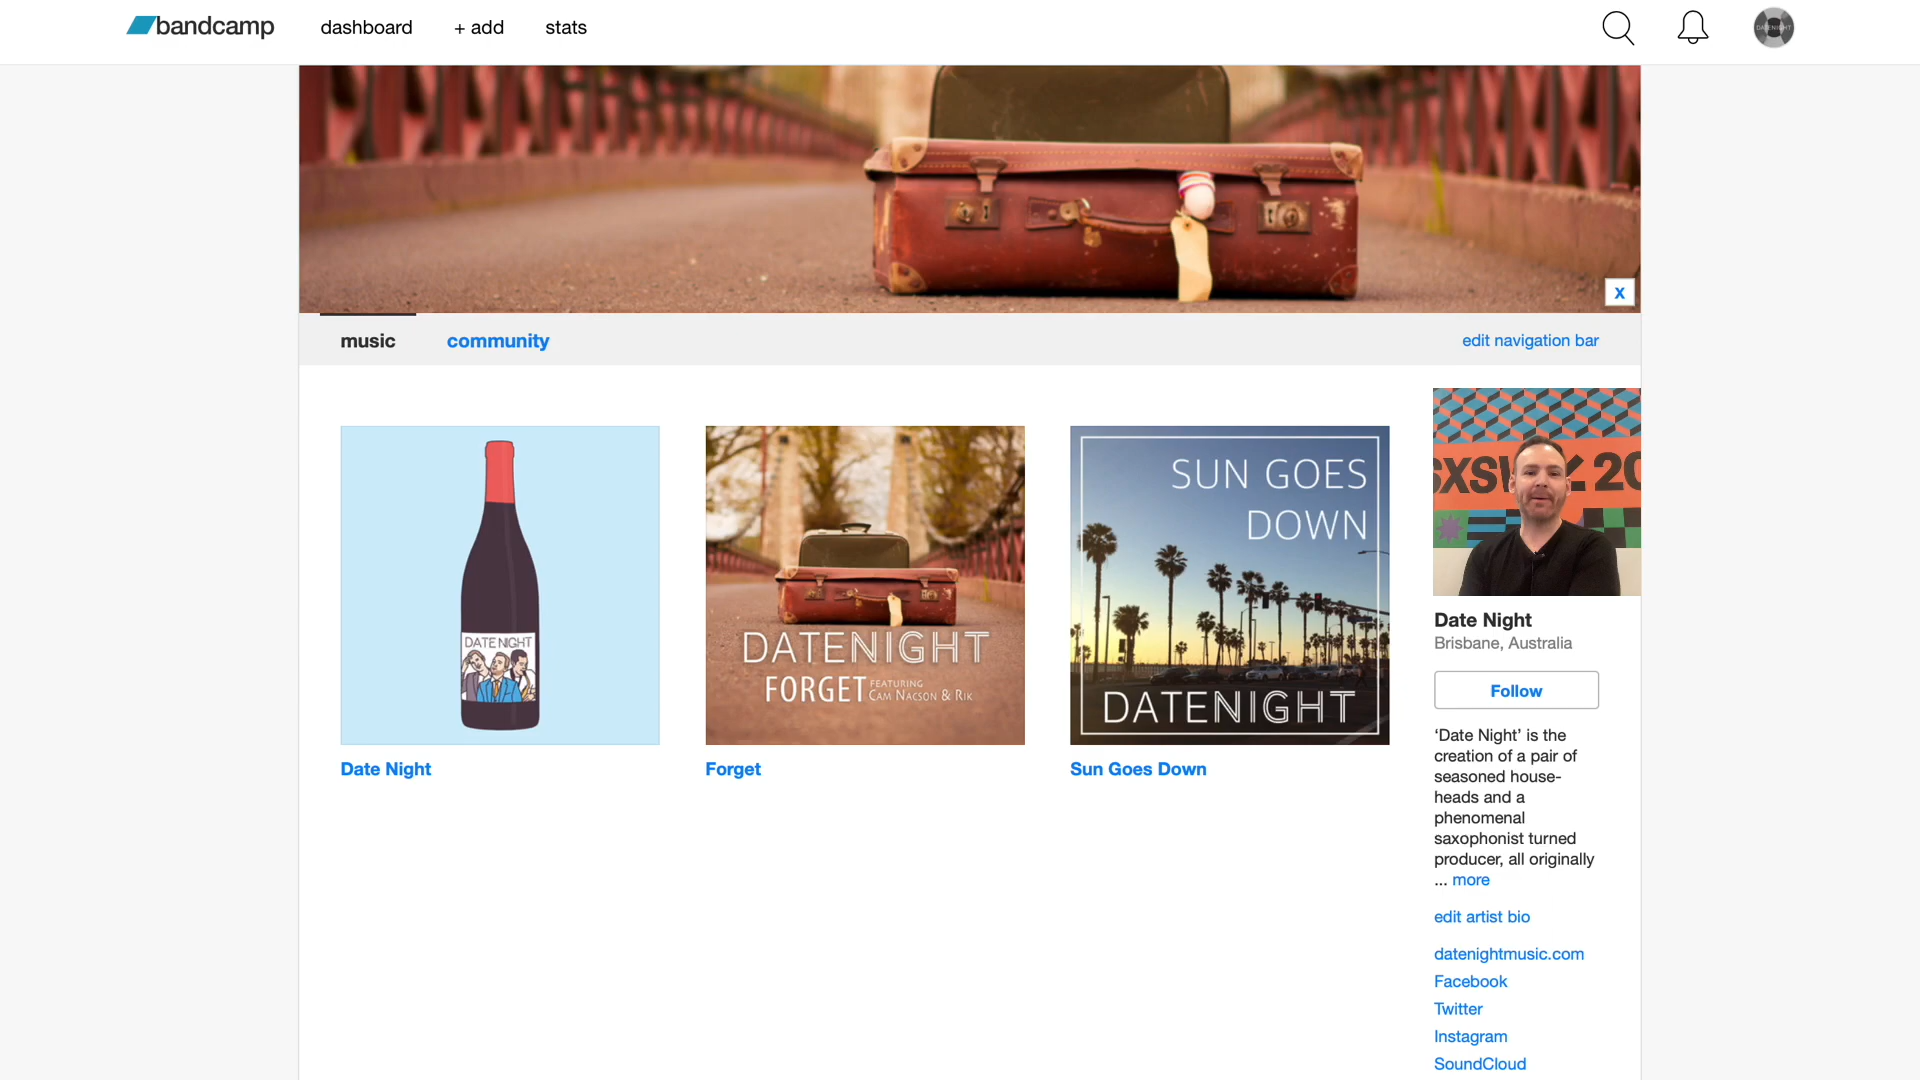 bandcamp
dashboard
+ add
stats
DATENIGHT
X
music
community
edit navigation bar
DATE NIGHT
Date Night
DATENIGHT
FORGET FEATURING CAM NACSON & RIK
Forget
SUN GOES
DOWN
DATENIGHT
Sun Goes Down
SXSW 20
Date Night
Brisbane, Australia
Follow
‘Date Night’ is the
creation of a pair of
seasoned house-
heads and a
phenomenal
saxophonist turned
producer, all originally
... more
edit artist bio
datenightmusic.com
Facebook
Twitter
Instagram
SoundCloud